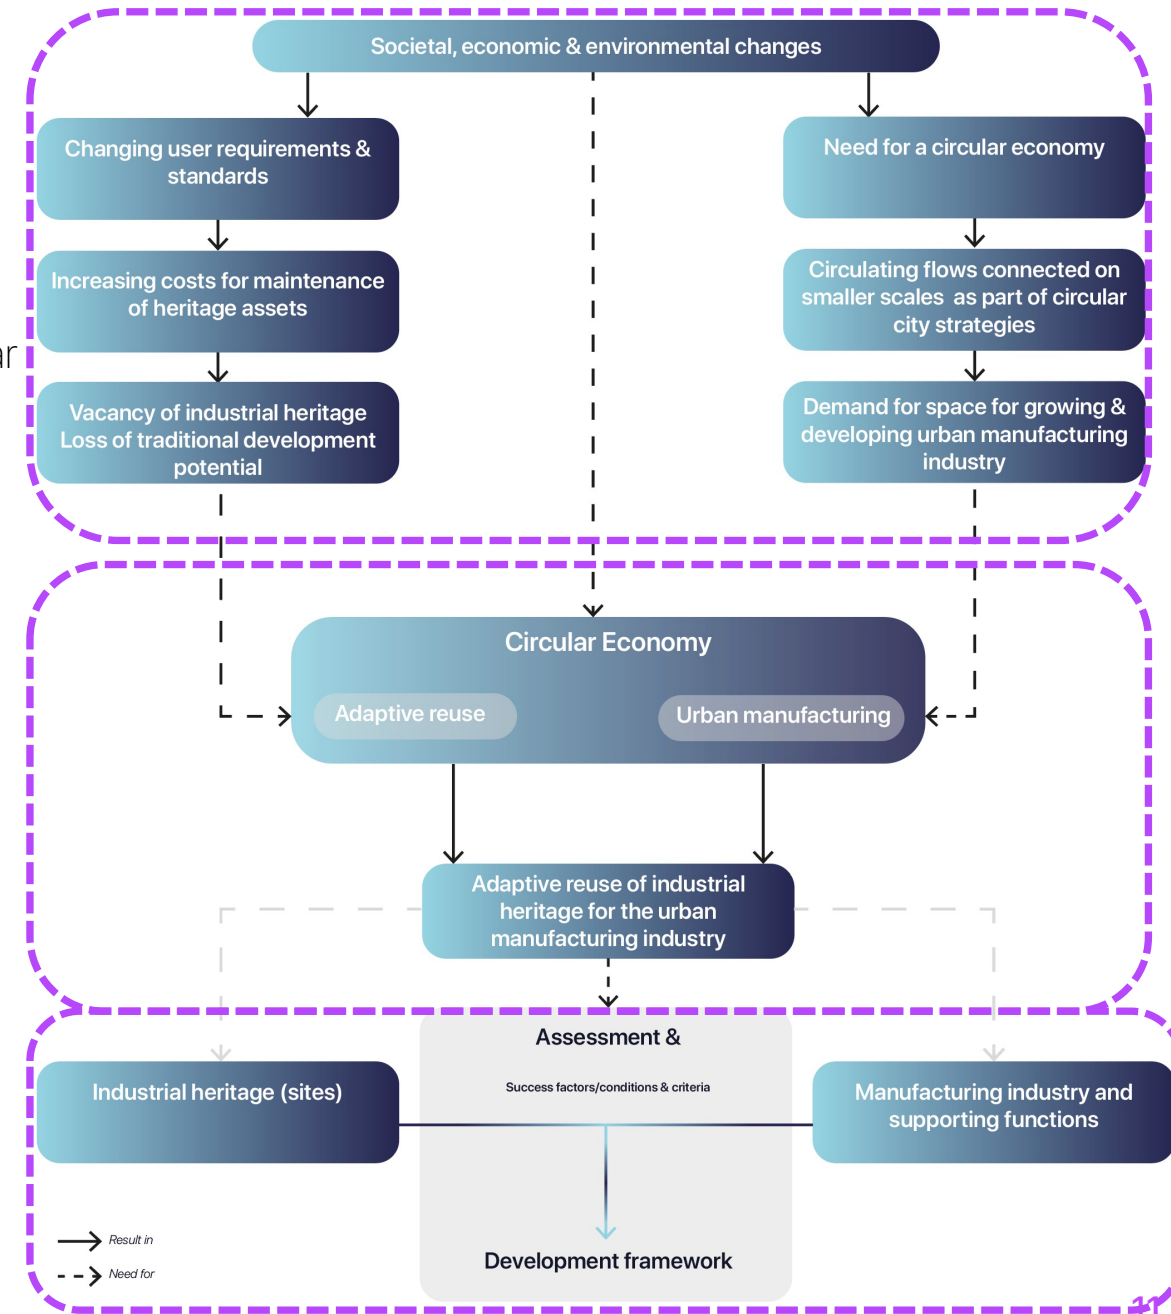 Societal, economic & environmental changes
Changing user requirements &
standards
Need for a circular economy
Increasing costs for maintenance
of heritage assets
Circulating flows connected on
smaller scales as part of circular
city strategies
ar
Vacancy of industrial heritage
Loss of traditional development
potential
Demand for space for growing &
developing urban manufacturing
industry
Circular Economy
Adaptive reuse
Urban manufacturing
Adaptive reuse of industrial
heritage for the urban
manufacturing industry
Assessment &
Success factors/conditions & criteria
Industrial heritage (sites)
Manufacturing industry and
supporting functions
Development framework
Result in
Need for